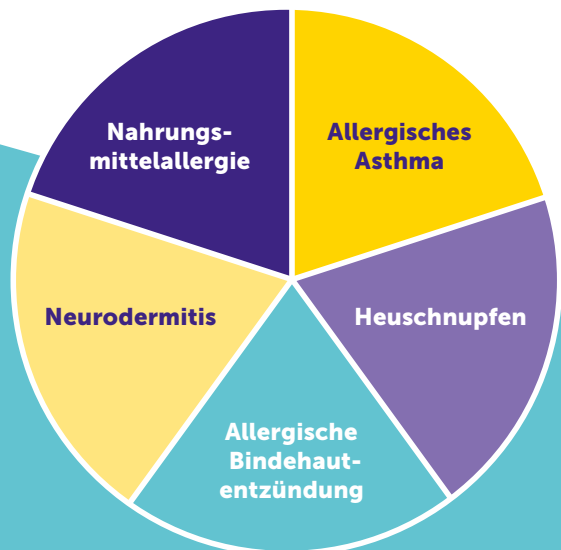 Nahrungs-
mittelallergie
Allergisches
Asthma
Neurodermitis
Heuschnupfen
Allergische
Bindehaut-
entzündung